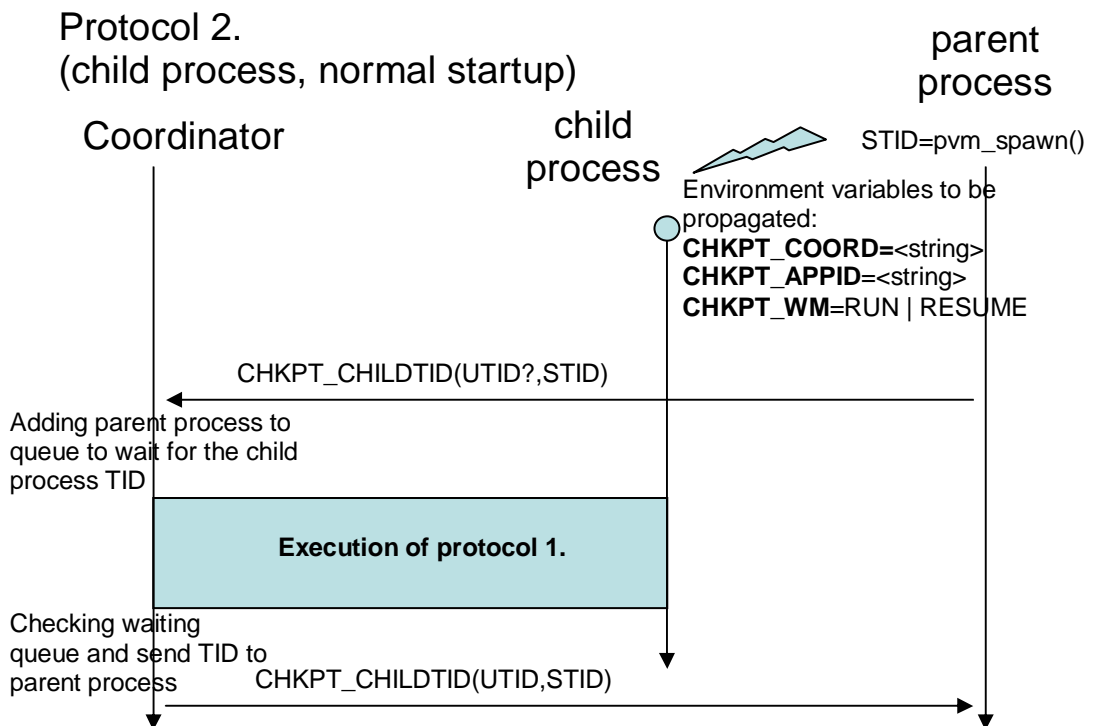 Protocol 2.
(child process, normal startup)
parent
process
Coordinator
child
process
STID=pvm_spawn()
Environment variables to be
propagated:
CHKPT_COORD=<string>
CHKPT_APPID=<string>
CHKPT_WM=RUN | RESUME
CHKPT_CHILDTID(UTID?,STID)
Adding parent process to
queue to wait for the child
process TID
Execution of protocol 1.
Checking waiting
queue and send TID to
parent process
CHKPT_CHILDTID(UTID,STID)